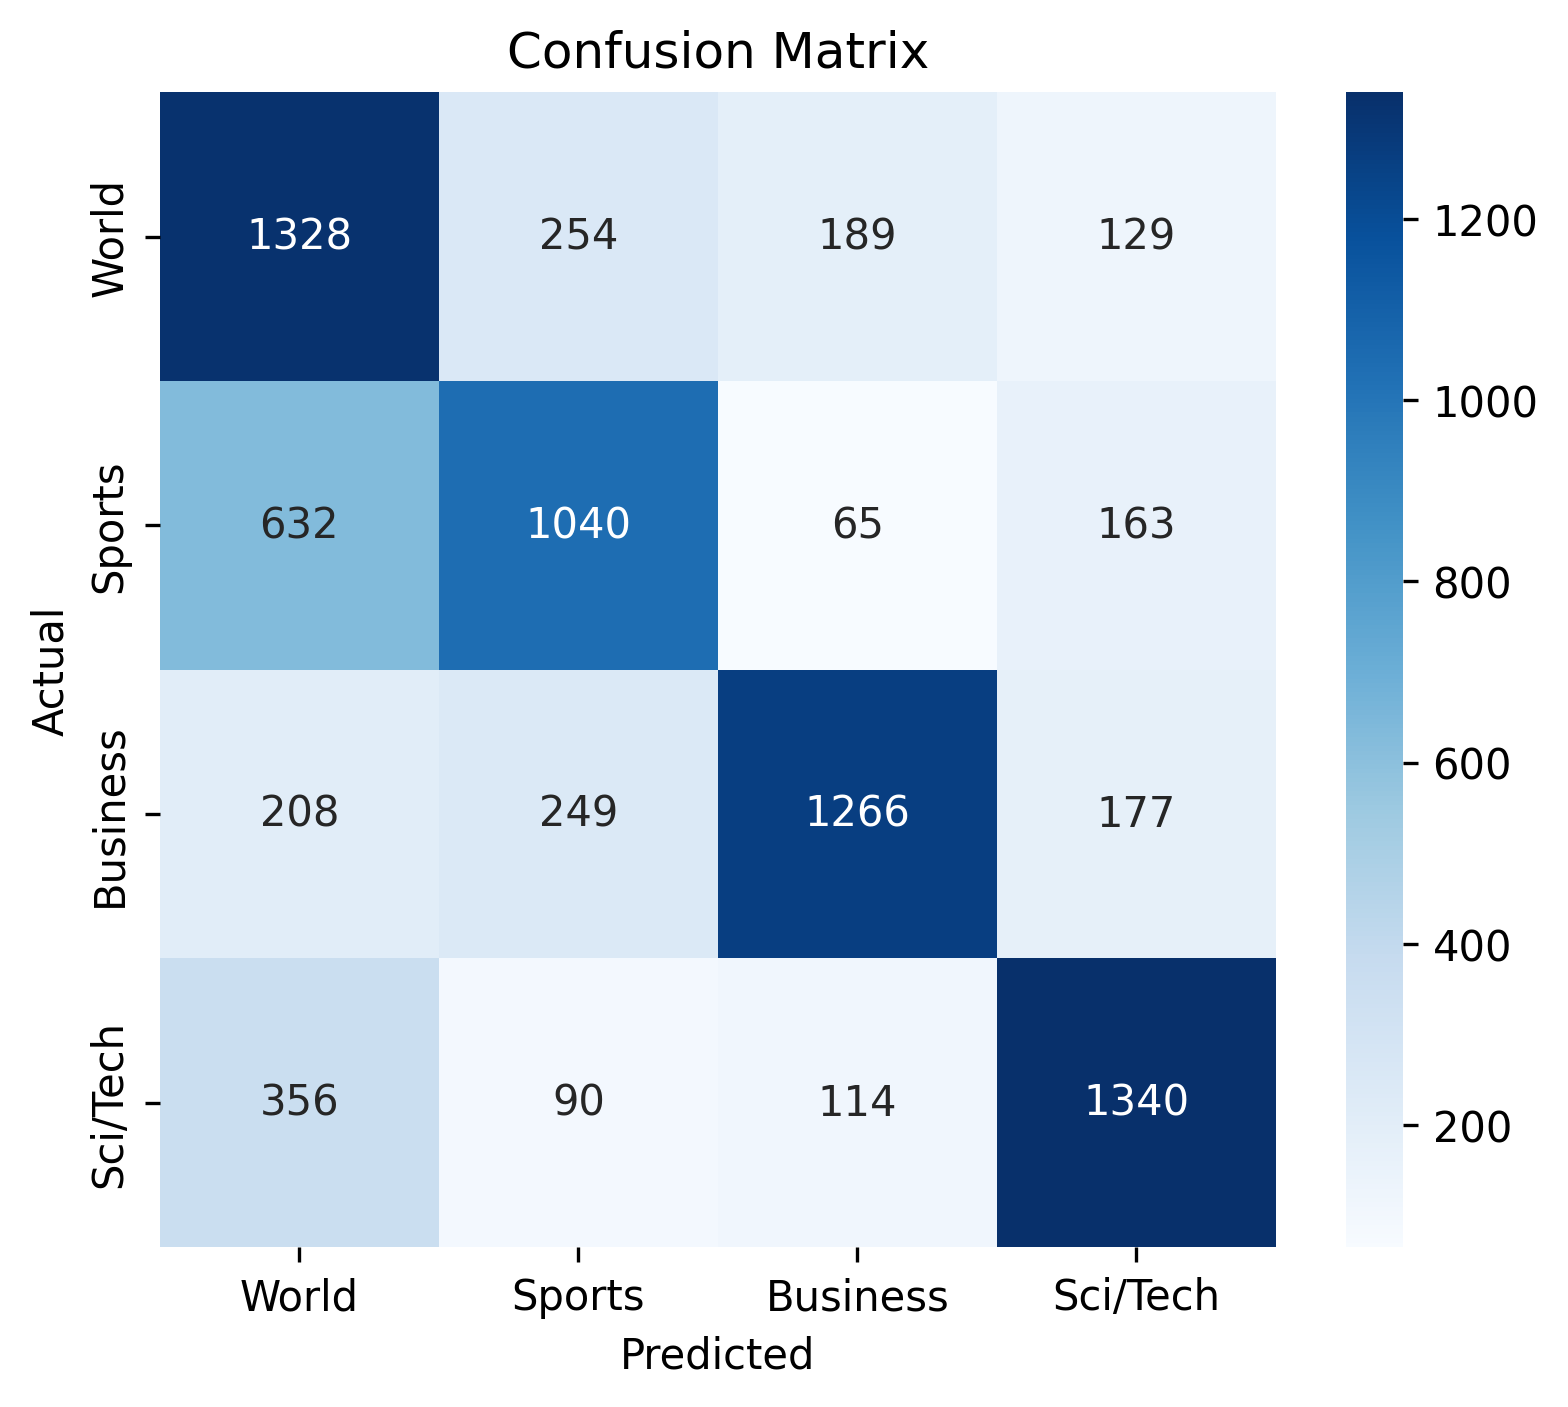 Confusion Matrix
World
1328 254 189 129
Sports
632 1040 65 163
Business
208 249 1266 177
Sci/Tech
356 90 114 1340
Actual
World Sports Business Sci/Tech
Predicted
1200
1000
800
600
400
200